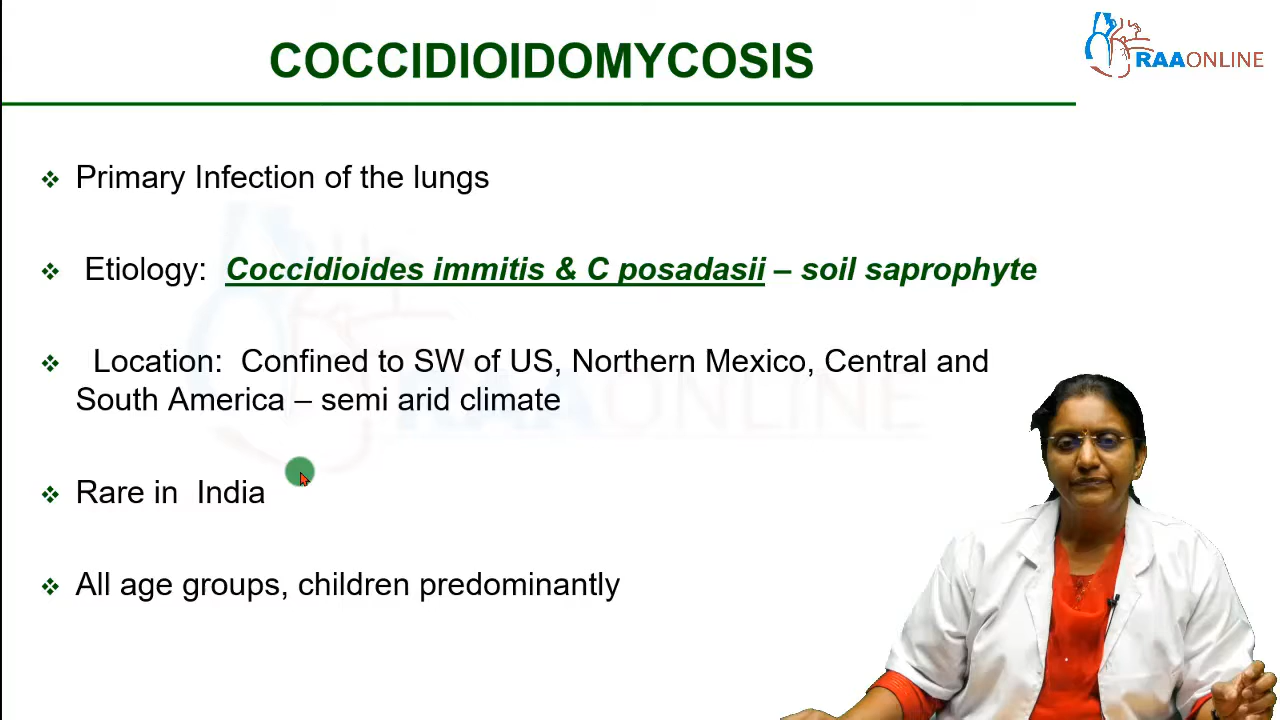 COCCIDIOIDOMYCOSIS
RAAONLINE
Primary Infection of the lungs
Etiology: Coccidioides immitis & C posadasii – soil saprophyte
Location: Confined to SW of US, Northern Mexico, Central and
South America – semi arid climate
RAAONLINE
Rare in India
All age groups, children predominantly